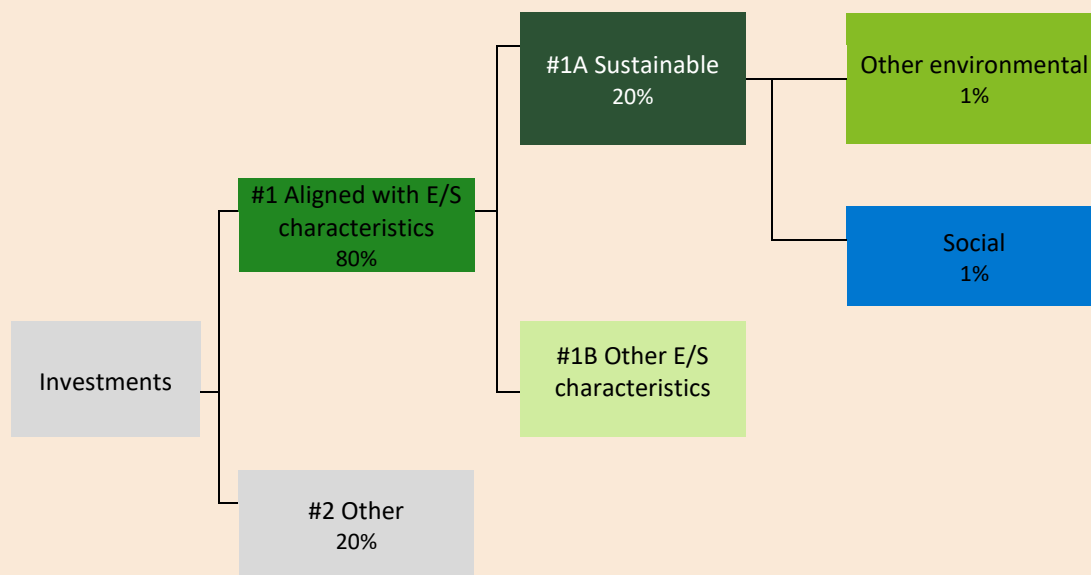 #1A Sustainable
20%
Other environmental
1%
#1 Aligned with E/S
characteristics
80%
Social
1%
Investments
#1B Other E/S
characteristics
#2 Other
20%